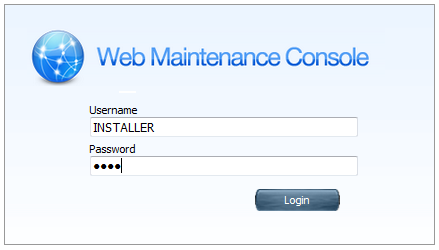 Web Maintenance Console
Username
INSTALLER
Password
••••
Login